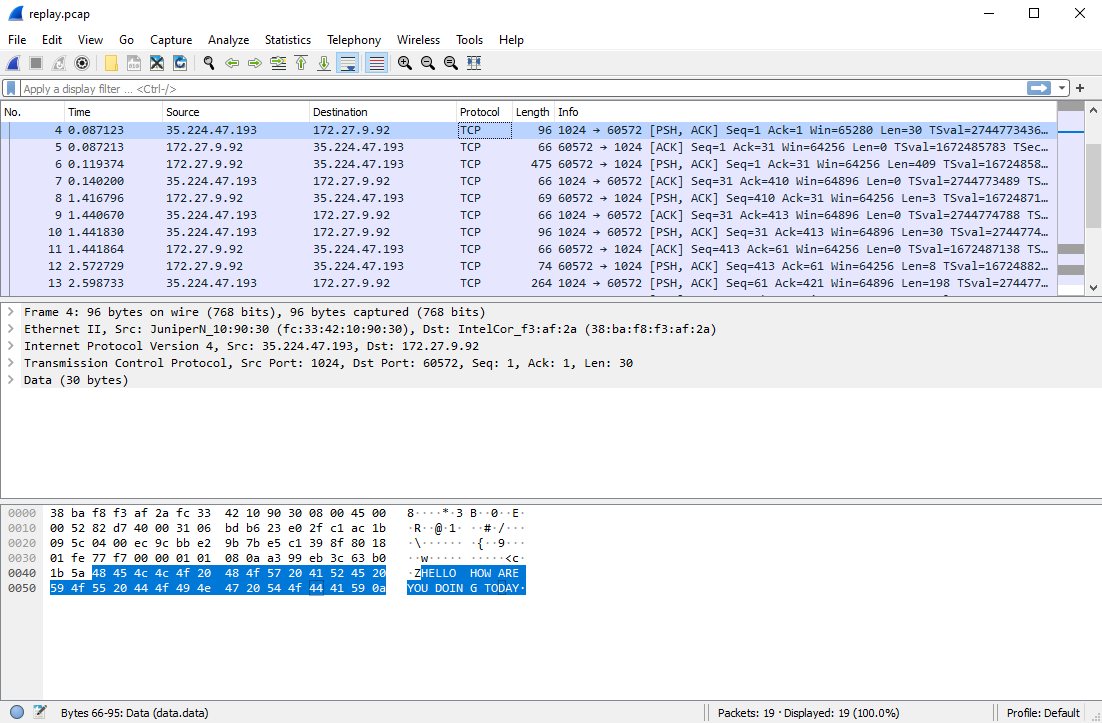 replay.pcap
File Edit View Go Capture Analyze Statistics Telephony Wireless Tools Help
Apply a display filter ... <Ctrl-/>
No. Time Source Destination Protocol Length Info
4 0.087123 35.224.47.193 172.27.9.92 TCP 96 1024 → 60572 [PSH, ACK] Seq=1 Ack=1 Win=65280 Len=30 TSval=2744773436…
5 0.087213 172.27.9.92 35.224.47.193 TCP 66 60572 → 1024 [ACK] Seq=1 Ack=31 Win=64256 Len=0 TSval=1672485783 TSec…
6 0.119374 172.27.9.92 35.224.47.193 TCP 475 60572 → 1024 [PSH, ACK] Seq=1 Ack=31 Win=64256 Len=409 TSval=16724858…
7 0.140200 35.224.47.193 172.27.9.92 TCP 66 1024 → 60572 [ACK] Seq=31 Ack=410 Win=64896 Len=0 TSval=2744773489 TS…
8 1.416796 172.27.9.92 35.224.47.193 TCP 69 60572 → 1024 [PSH, ACK] Seq=410 Ack=31 Win=64256 Len=3 TSval=16724871…
9 1.440670 35.224.47.193 172.27.9.92 TCP 66 1024 → 60572 [ACK] Seq=31 Ack=413 Win=64896 Len=0 TSval=2744774788 TS…
10 1.441830 35.224.47.193 172.27.9.92 TCP 96 1024 → 60572 [PSH, ACK] Seq=31 Ack=413 Win=64896 Len=30 TSval=2744774…
11 1.441864 172.27.9.92 35.224.47.193 TCP 66 60572 → 1024 [ACK] Seq=413 Ack=61 Win=64256 Len=0 TSval=1672487138 TS…
12 2.572729 172.27.9.92 35.224.47.193 TCP 74 60572 → 1024 [PSH, ACK] Seq=413 Ack=61 Win=64256 Len=8 TSval=16724882…
13 2.598733 35.224.47.193 172.27.9.92 TCP 264 1024 → 60572 [PSH, ACK] Seq=61 Ack=421 Win=64896 Len=198 TSval=274477…
Frame 4: 96 bytes on wire (768 bits), 96 bytes captured (768 bits)
Ethernet II, Src: JuniperN_10:90:30 (fc:33:42:10:90:30), Dst: IntelCor_f3:af:2a (38:ba:f8:f3:af:2a)
Internet Protocol Version 4, Src: 35.224.47.193, Dst: 172.27.9.92
Transmission Control Protocol, Src Port: 1024, Dst Port: 60572, Seq: 1, Ack: 1, Len: 30
Data (30 bytes)
0000 38 ba f8 f3 af 2a fc 33 42 10 90 30 08 00 45 00 8····*·3 B··0··E·
0010 00 52 82 d7 40 00 31 06 bd b6 23 e0 2f c1 ac 1b ·R··@·1· ··#·/···
0020 09 5c 04 00 ec 9c bb e2 9b 7b e5 c1 39 8f 80 18 ·\······ ·{··9···
0030 01 fe 77 f7 00 00 01 01 08 0a a3 99 eb 3c 63 b0 ··w····· ·····<c·
0040 1b 5a 48 45 4c 4c 4f 20 48 4f 57 20 41 52 45 20 ·ZHELLO HOW ARE
0050 59 4f 55 20 44 4f 49 4e 47 20 54 4f 44 41 59 0a YOU DOIN G TODAY·
Bytes 66-95: Data (data.data) Packets: 19 · Displayed: 19 (100.0%) Profile: Default